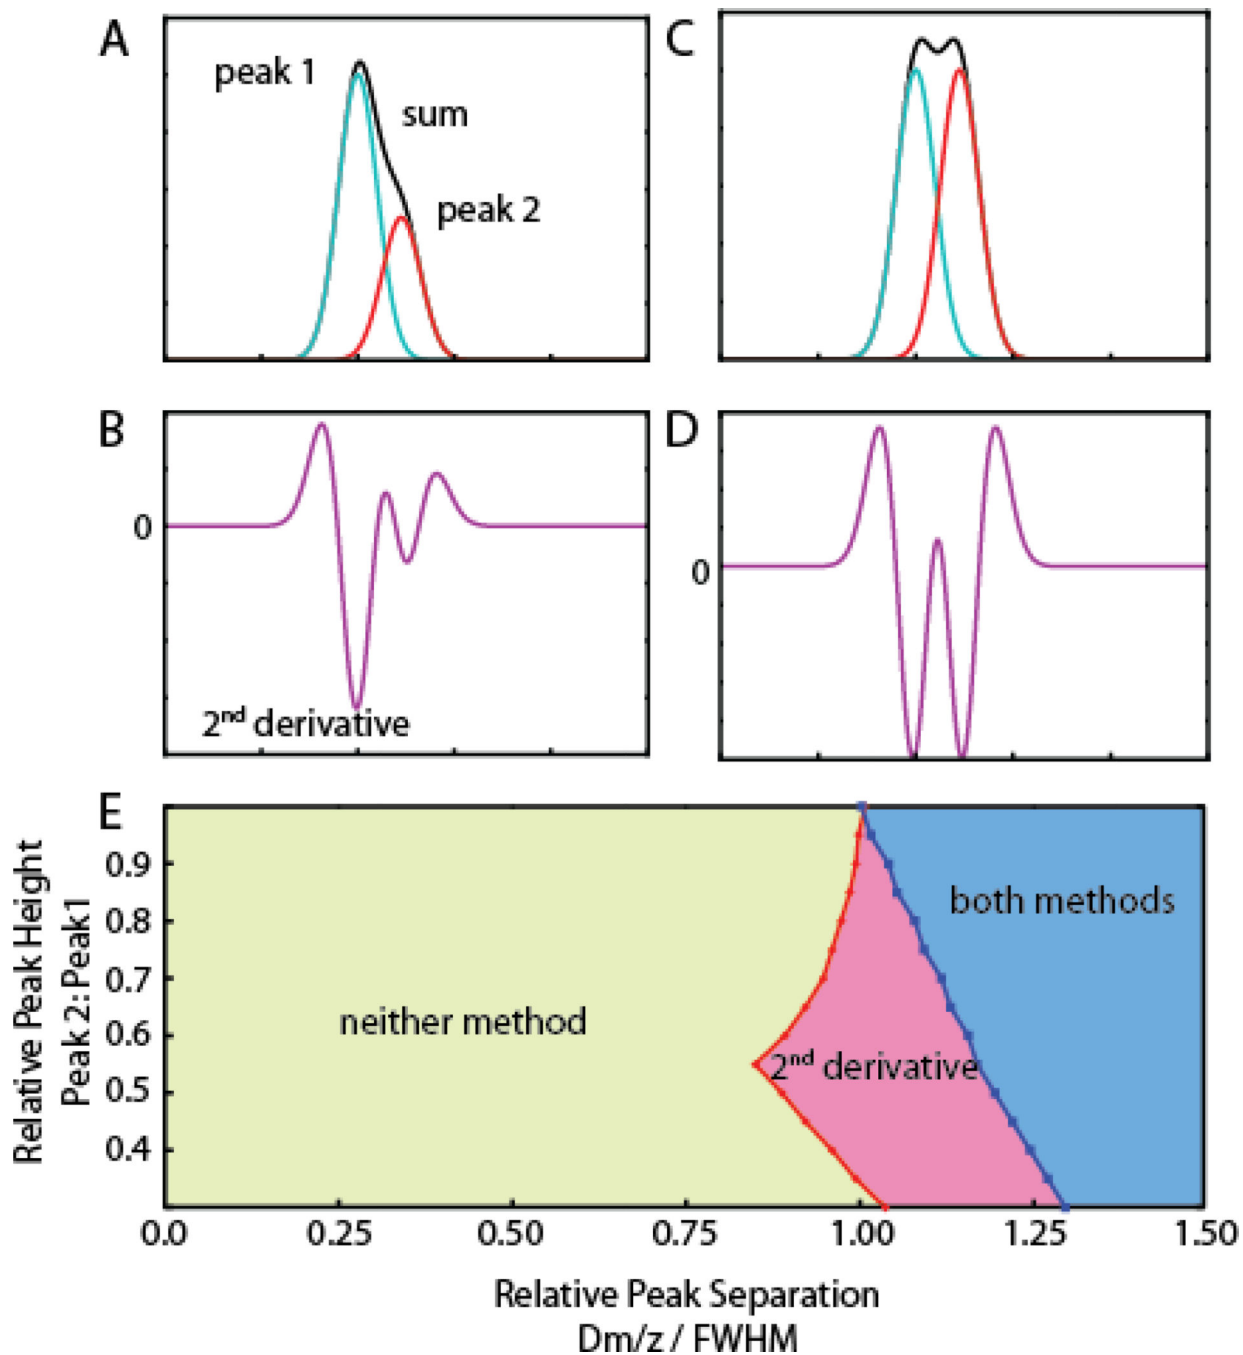 A
peak 1
sum
peak 2
C
B
0
2nd derivative
D
0
E
Relative Peak Height
Peak 2: Peak1
0.9
0.8
0.7
0.6
0.5
0.4
neither method
2nd derivative
both methods
0.0 0.25 0.50 0.75 1.00 1.25 1.50
Relative Peak Separation
Dm/z / FWHM